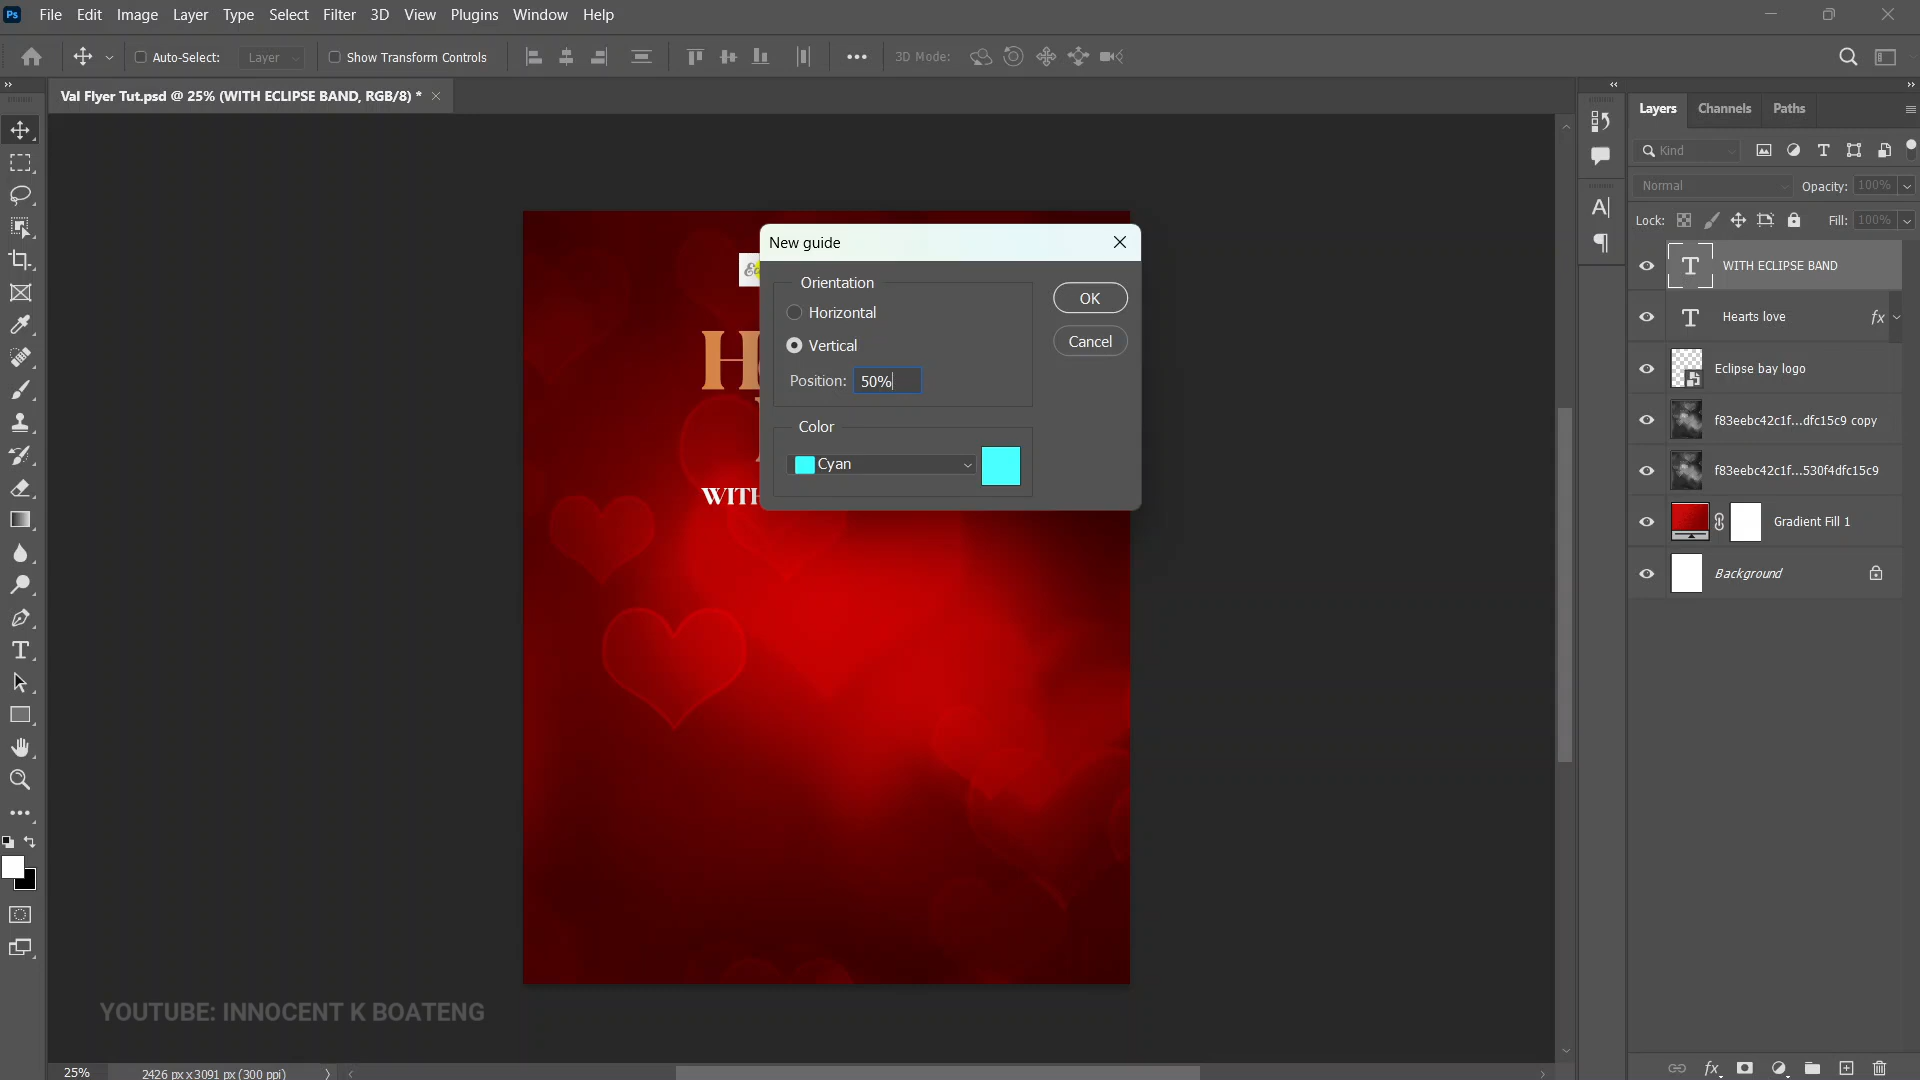 Ps File Edit Image Layer Type Select Filter 3D View Plugins Window Help
Auto-Select: Layer Show Transform Controls 3D Mode:
Val Flyer Tut.psd @ 25% (WITH ECLIPSE BAND, RGB/8) *
Layers Channels Paths
Kind
Normal Opacity: 100%
Lock: Fill: 100%
WITH ECLIPSE BAND
Hearts love
fx
Eclipse bay logo
f83eebc42c1f...dfc15c9 copy
f83eebc42c1f...530f4dfc15c9
Gradient Fill 1
Background
New guide
Orientation
Horizontal
OK
Vertical
Cancel
Position: 50%
Color
Cyan
H
WITH
YOUTUBE: INNOCENT K BOATENG
25% 2426 px x 3091 px (300 ppi)
fx